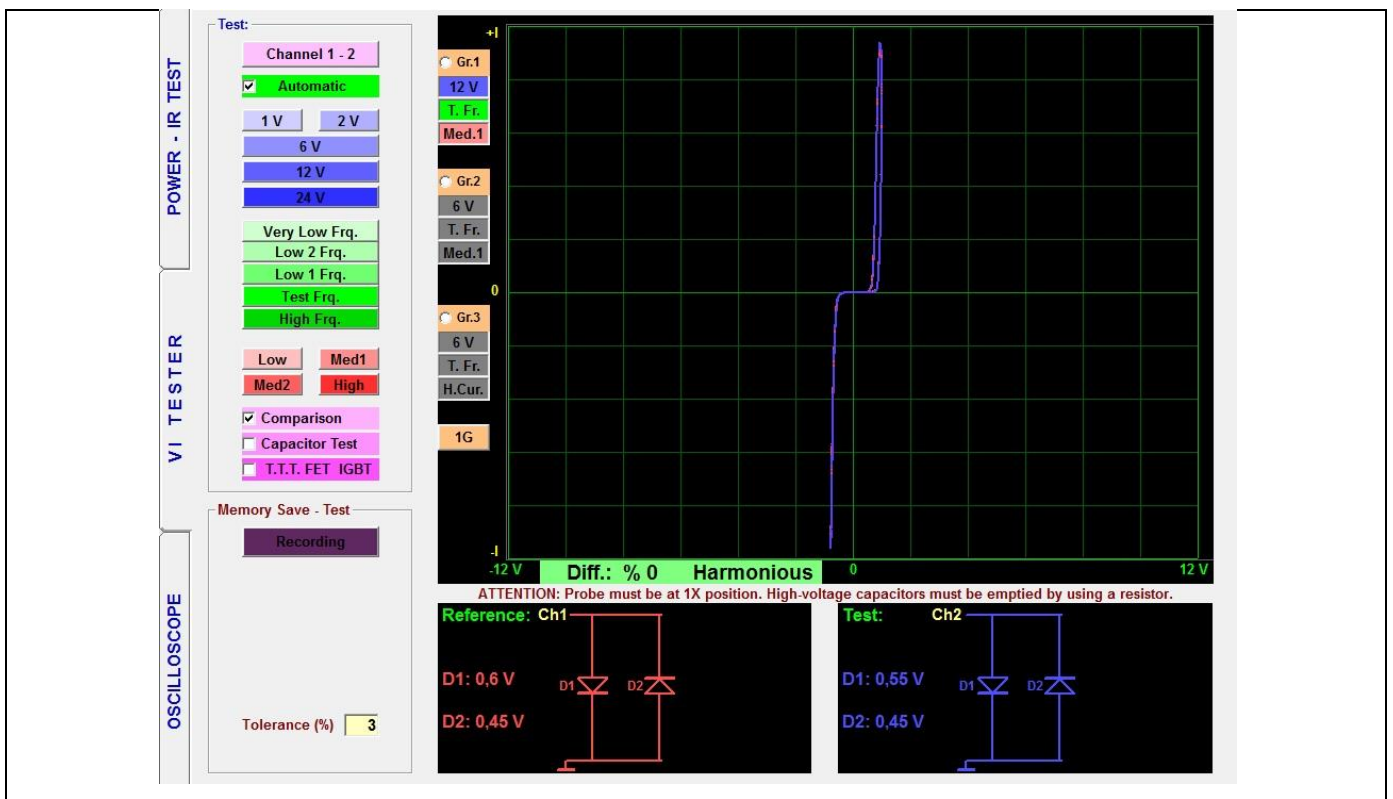 POWER - IR TEST
VI TESTER
OSCILLOSCOPE
Test:
Channel 1 - 2
Automatic
1 V 2 V
6 V
12 V
24 V
Very Low Frq.
Low 2 Frq.
Low 1 Frq.
Test Frq.
High Frq.
Low Med1
Med2 High
Comparison
Capacitor Test
T.T.T. FET IGBT
Memory Save - Test
Recording
Tolerance (%) 3
+I
Gr.1
12 V
T. Fr.
Med.1
Gr.2
6 V
T. Fr.
Med.1
0
Gr.3
6 V
T. Fr.
H.Cur.
1G
-I
-12 V 0 12 V
Diff.: % 0 Harmonious
ATTENTION: Probe must be at 1X position. High-voltage capacitors must be emptied by using a resistor.
Reference: Ch1
D1: 0,6 V
D1 D2
D2: 0,45 V
Test: Ch2
D1: 0,55 V
D1 D2
D2: 0,45 V